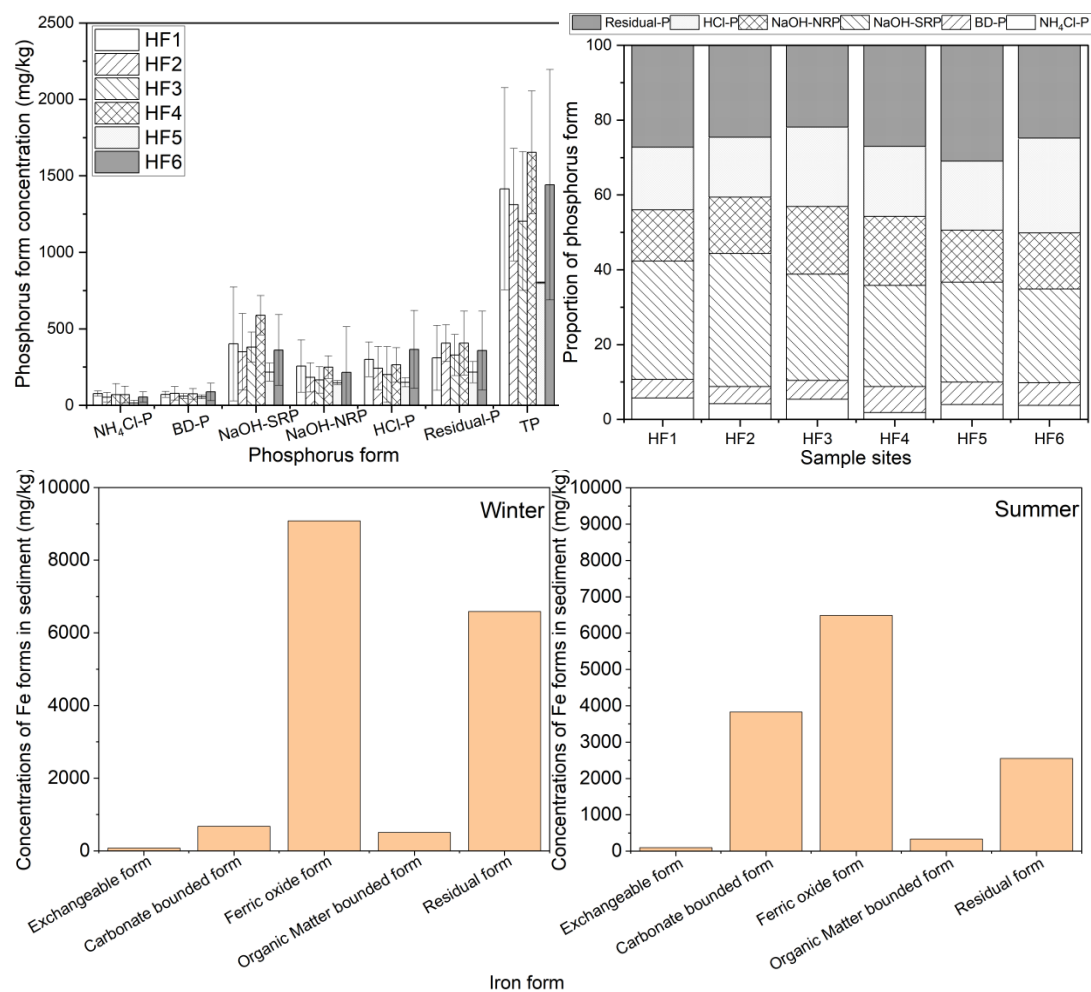 Phosphorus form concentration (mg/kg)
2500
2000
1500
1000
500
0
HF1
HF2
HF3
HF4
HF5
HF6
NH₄Cl-P
BD-P
NaOH-SRP
NaOH-NRP
HCl-P
Residual-P
TP
Phosphorus form
Residual-P HCl-P NaOH-NRP NaOH-SRP BD-P NH₄Cl-P
Proportion of phosphorus form
100
80
60
40
20
0
HF1 HF2 HF3 HF4 HF5 HF6
Sample sites
Concentrations of Fe forms in sediment (mg/kg)
10000
8000
6000
4000
2000
0
Winter
Exchangeable form
Carbonate bounded form
Ferric oxide form
Organic Matter bounded form
Residual form
Concentrations of Fe forms in sediment (mg/kg)
10000
9000
8000
7000
6000
5000
4000
3000
2000
1000
0
Summer
Exchangeable form
Carbonate bounded form
Ferric oxide form
Organic Matter bounded form
Residual form
Iron form